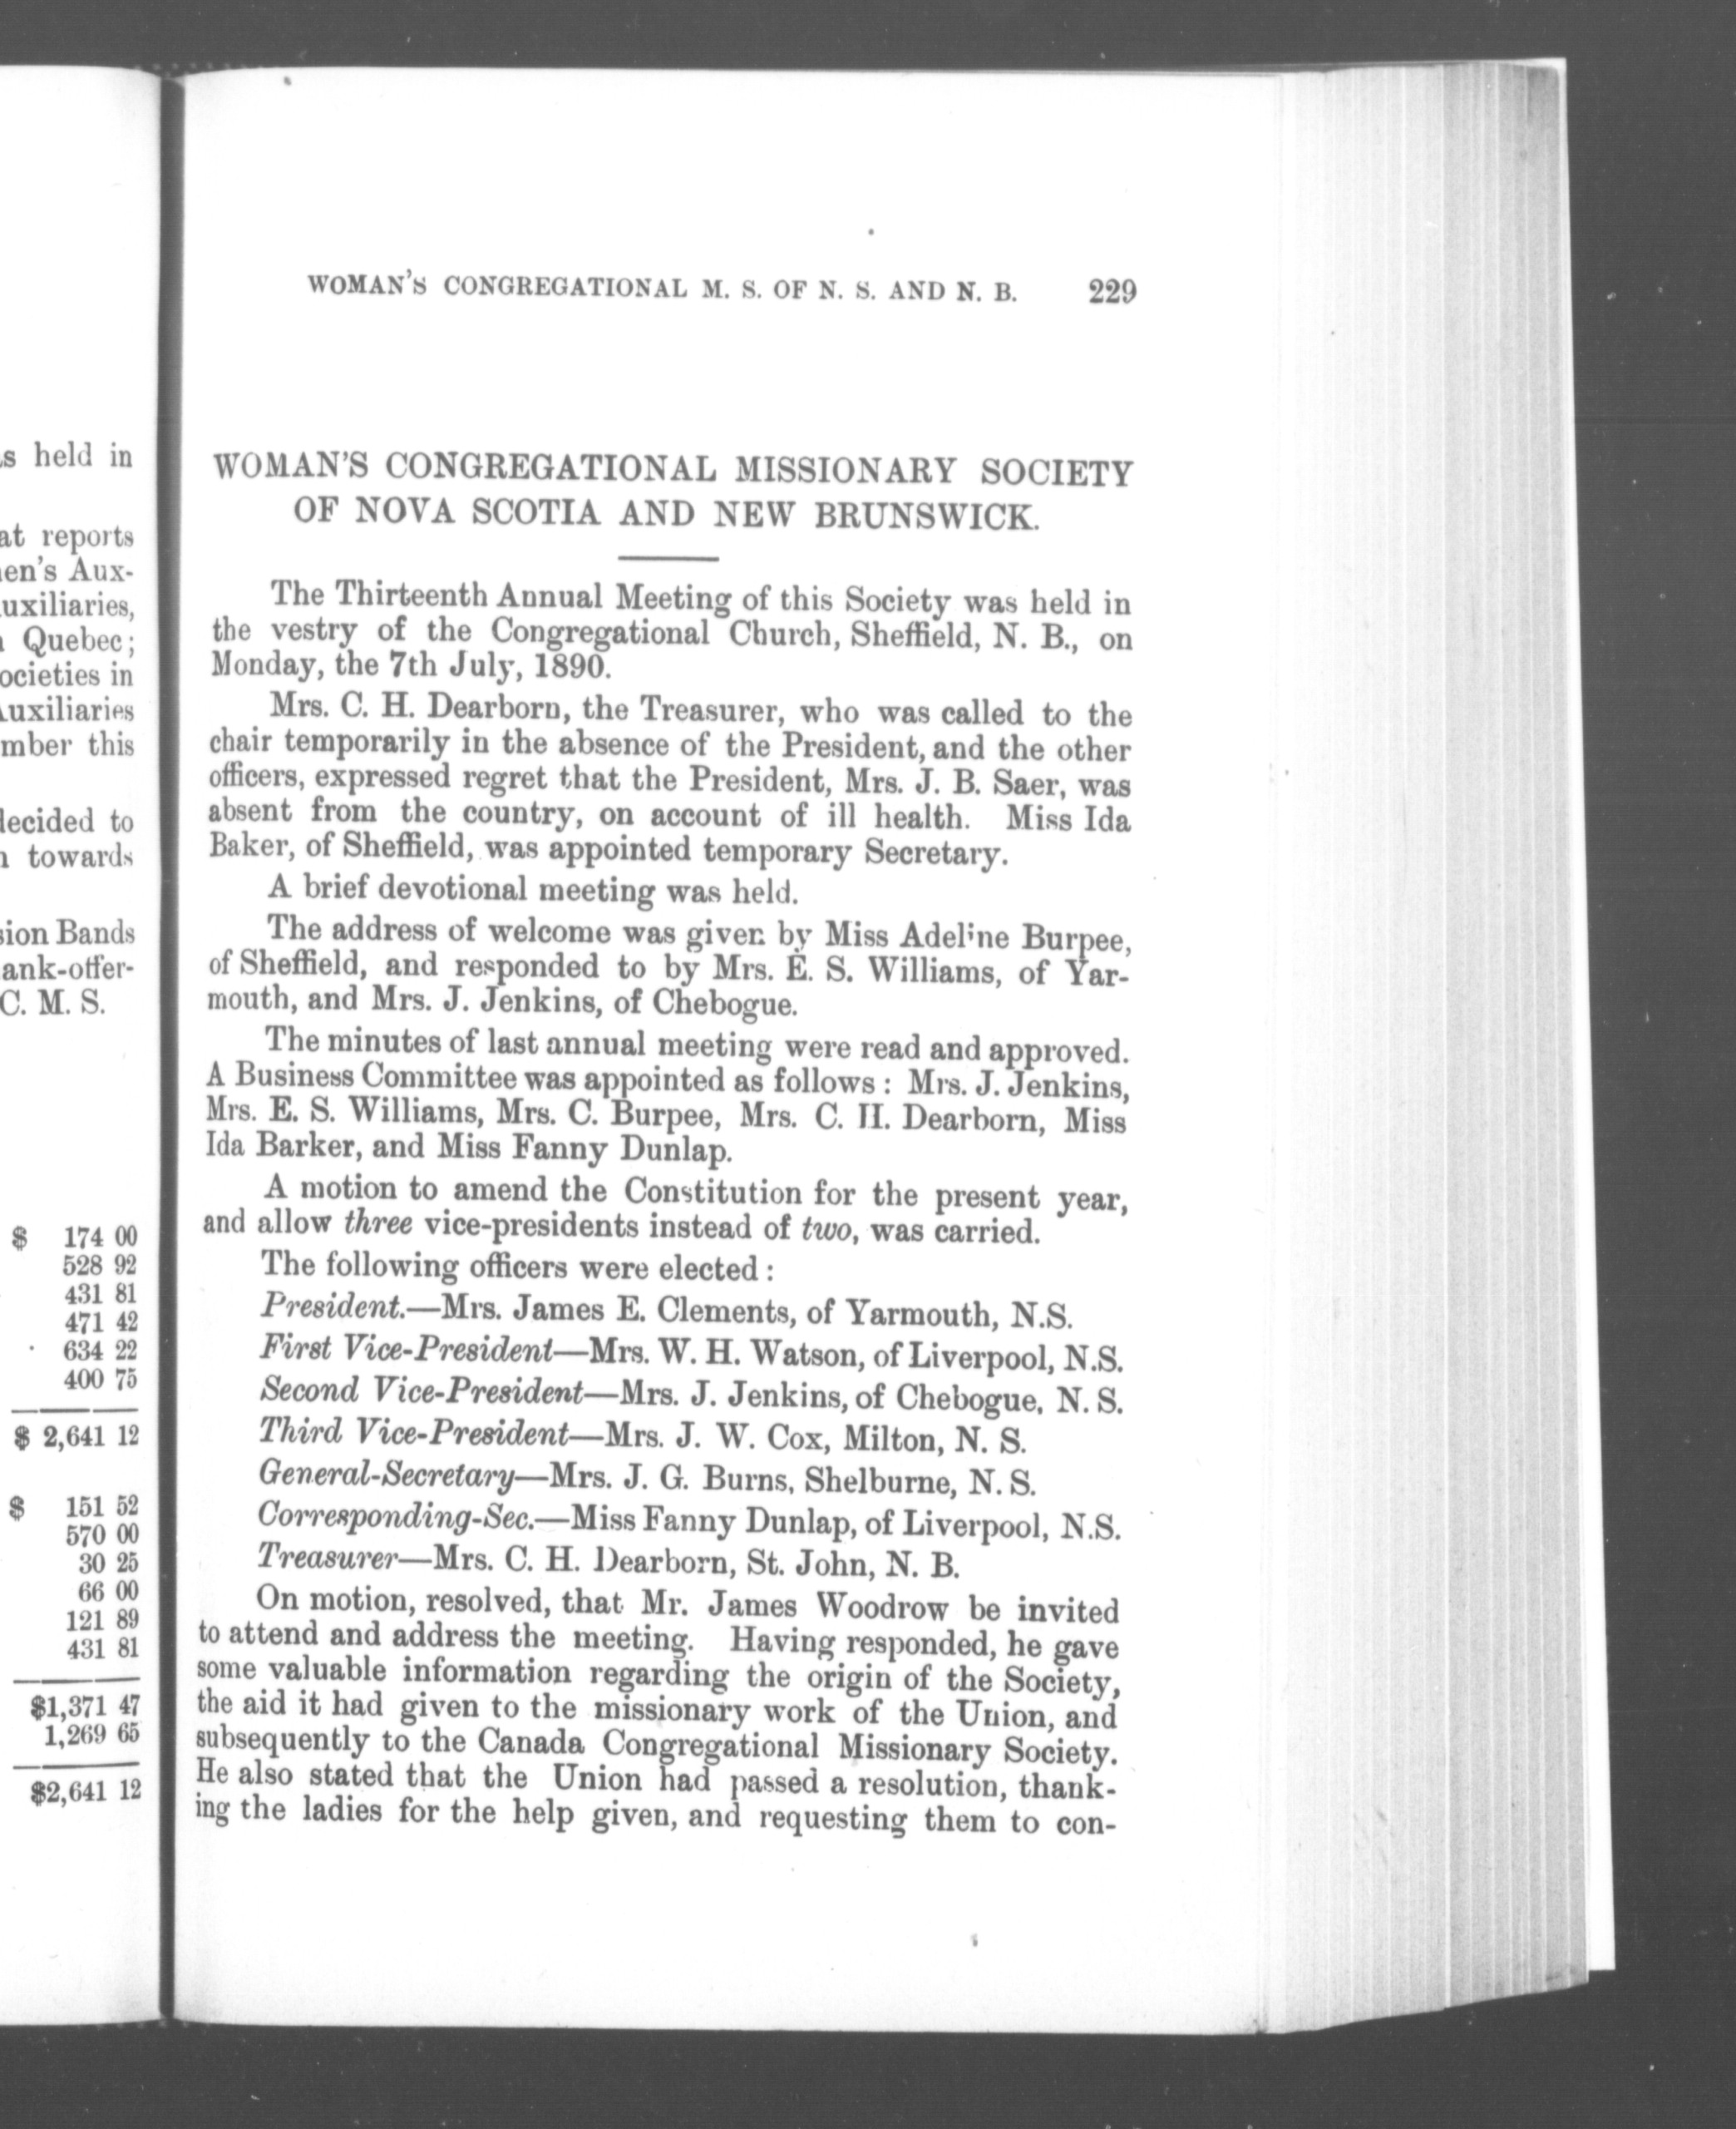 s held in
at reports
en's Aux-
uxiliaries,
Quebec;
ocieties in
uxiliaries
mber this
ecided to
towards
sion Bands
ank-offer-
C. M. S.
$ 174 00
528 92
431 81
471 42
634 22
400 75
$ 2,641 12
$ 151 52
570 00
30 25
66 00
121 89
431 81
$1,371 47
1,269 65
$2,641 12
WOMAN'S CONGREGATIONAL M. S. OF N. S. AND N. B. 229
WOMAN'S CONGREGATIONAL MISSIONARY SOCIETY
OF NOVA SCOTIA AND NEW BRUNSWICK.
The Thirteenth Annual Meeting of this Society was held in
the vestry of the Congregational Church, Sheffield, N. B., on
Monday, the 7th July, 1890.
Mrs. C. H. Dearborn, the Treasurer, who was called to the
chair temporarily in the absence of the President, and the other
officers, expressed regret that the President, Mrs. J. B. Saer, was
absent from the country, on account of ill health. Miss Ida
Baker, of Sheffield, was appointed temporary Secretary.
A brief devotional meeting was held.
The address of welcome was given by Miss Adeline Burpee,
of Sheffield, and responded to by Mrs. E. S. Williams, of Yar-
mouth, and Mrs. J. Jenkins, of Chebogue.
The minutes of last annual meeting were read and approved.
A Business Committee was appointed as follows: Mrs. J. Jenkins,
Mrs. E. S. Williams, Mrs. C. Burpee, Mrs. C. H. Dearborn, Miss
Ida Barker, and Miss Fanny Dunlap.
A motion to amend the Constitution for the present year,
and allow three vice-presidents instead of two, was carried.
The following officers were elected:
President.—Mrs. James E. Clements, of Yarmouth, N.S.
First Vice-President—Mrs. W. H. Watson, of Liverpool, N.S.
Second Vice-President—Mrs. J. Jenkins, of Chebogue, N. S.
Third Vice-President—Mrs. J. W. Cox, Milton, N. S.
General-Secretary—Mrs. J. G. Burns, Shelburne, N. S.
Corresponding-Sec.—Miss Fanny Dunlap, of Liverpool, N.S.
Treasurer—Mrs. C. H. Dearborn, St. John, N. B.
On motion, resolved, that Mr. James Woodrow be invited
to attend and address the meeting. Having responded, he gave
some valuable information regarding the origin of the Society,
the aid it had given to the missionary work of the Union, and
subsequently to the Canada Congregational Missionary Society.
He also stated that the Union had passed a resolution, thank-
ing the ladies for the help given, and requesting them to con-